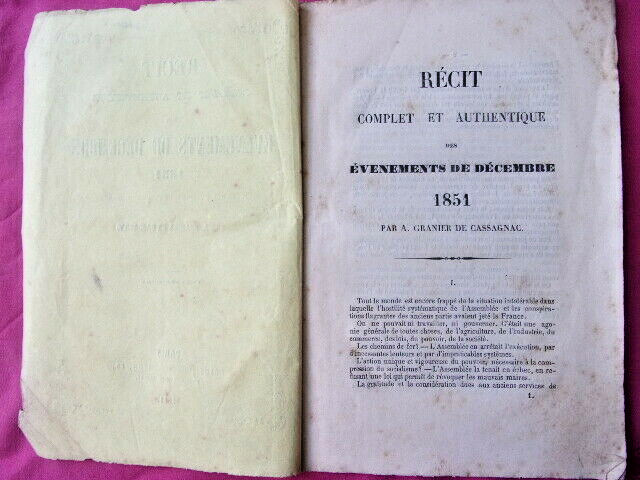 RÉCIT
COMPLET ET AUTHENTIQUE
DES
ÉVENEMENTS DE DÉCEMBRE
1851
PAR A. GRANIER DE CASSAGNAC.
I.
Tout le monde est encore frappé de la situation intolérable dans
laquelle l'hostilité systématique de l'Assemblée et les conspira-
tions flagrantes des anciens partis avaient jeté la France.
On ne pouvait ni travailler, ni gouverner. C'était une ago-
nie générale de toutes choses, de l'agriculture, de l'industrie, du
commerce, des lois, du pouvoir, de la société.
Les chemins de fer? — L'Assemblée en arrêtait l'exécution, par
d'incessantes lenteurs et par d'impraticables systèmes.
L'action unique et vigoureuse du pouvoir, nécessaire à la com-
pression du socialisme? — L'Assemblée la tenait en échec, en re-
fusant une loi qui permît de révoquer les mauvais maires.
La gratitude et la considération dues aux anciens services de
1.